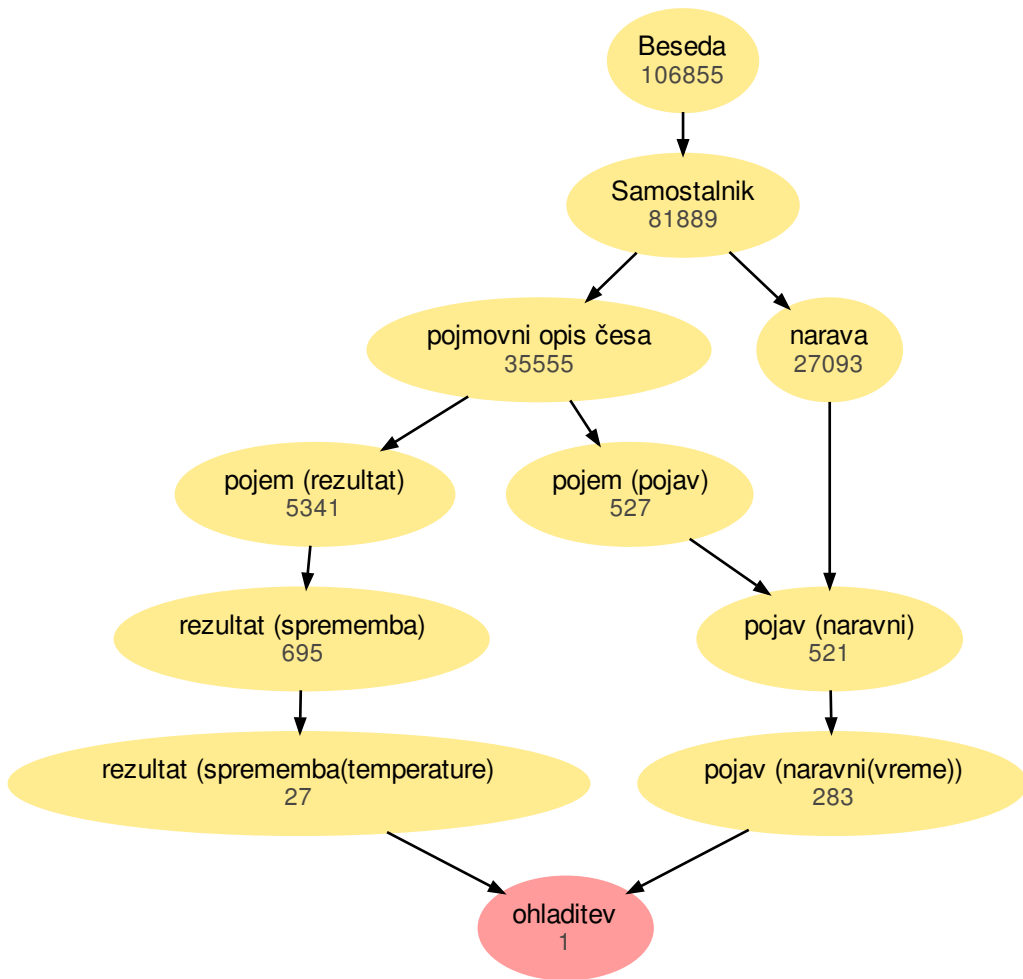 Beseda
106855
Samostalnik
81889
pojmovni opis česa
35555
narava
27093
pojem (rezultat)
5341
pojem (pojav)
527
rezultat (sprememba)
695
pojav (naravni)
521
rezultat (sprememba(temperature)
27
pojav (naravni(vreme))
283
ohladitev
1